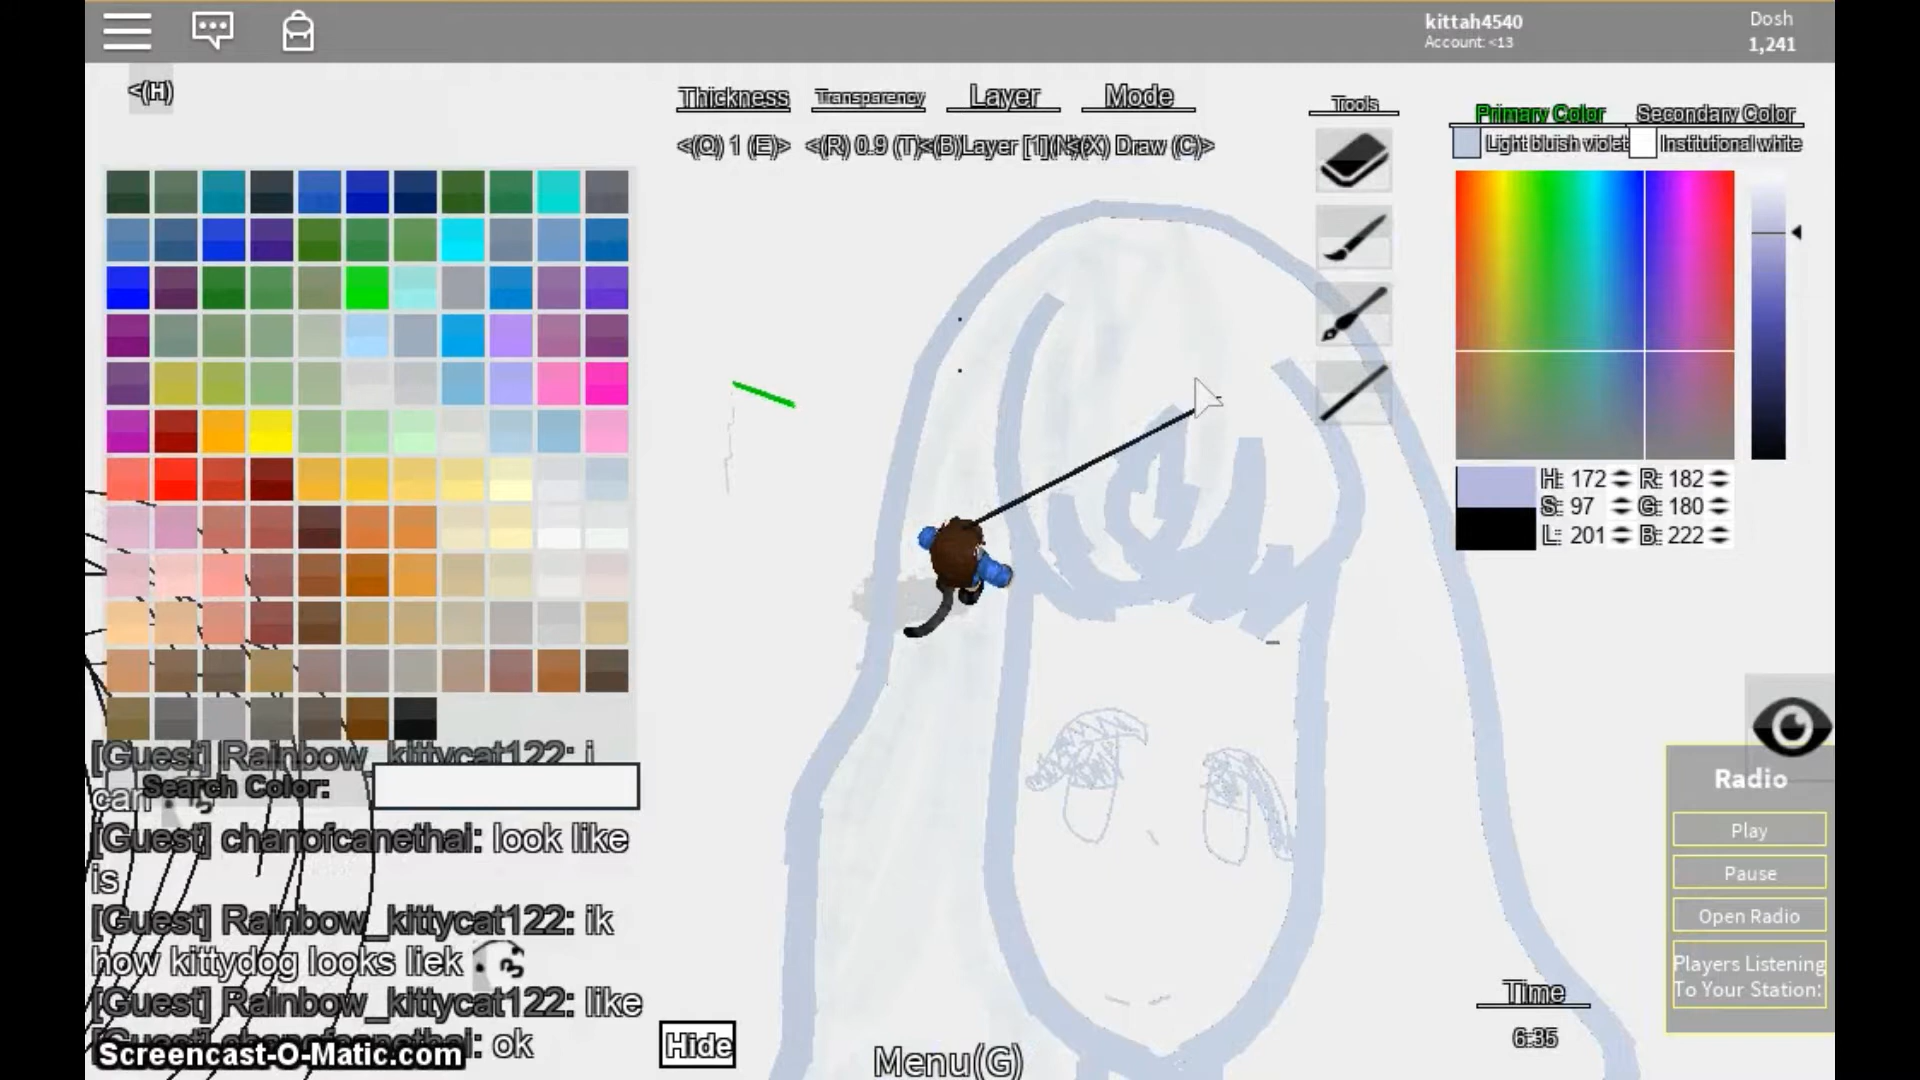 kittah4540
Account: <13
Dosh
1,241
<(H)
Thickness
Transparency
Layer
Mode
<(Q) 1 (E)>
<(R) 0.9 (T)
<(B)Layer [1](N)
<(X) Draw (C)>
Tools
Primary Color
Secondary Color
Light bluish violet
Institutional white
H: 172
R: 182
S: 97
G: 180
L: 201
B: 222
[Guest] Rainbow_kittycat122: i
can
Search Color:
[Guest] chanofcanethai: look like
is
[Guest] Rainbow_kittycat122: ik
how kittydog looks liek
[Guest] Rainbow_kittycat122: like
[Guest] chanofcanethai: ok
Screencast-O-Matic.com
Hide
Menu(G)
Time
6:35
Radio
Play
Pause
Open Radio
Players Listening
To Your Station: